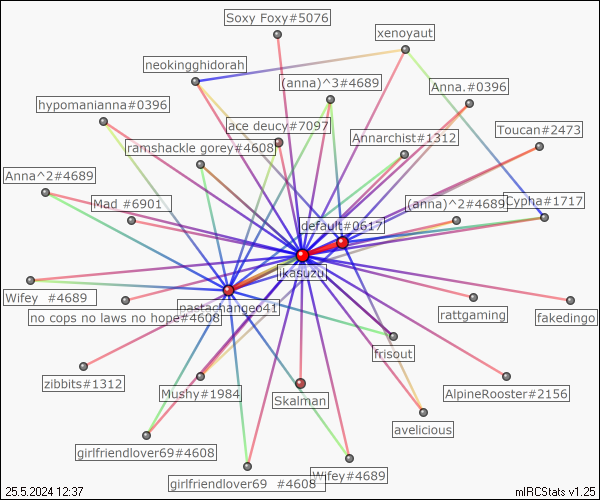 Soxy Foxy#5076
xenoyaut
neokingghidorah
(anna)^3#4689
Anna.#0396
hypomanianna#0396
ace deucy#7097
Toucan#2473
Annarchist#1312
ramshackle gorey#4608
Anna^2#4689
Mad #6901
(anna)^2#4689
Cypha#1717
default#0617
ikasuzu
Wifey #4689
pastachangeo41
no cops no laws no hope#4608
rattgaming
fakedingo
frisout
zibbits#1312
Mushy#1984
Skalman
AlpineRooster#2156
avelicious
girlfriendlover69#4608
Wifey#4689
girlfriendlover69 #4608
25.5.2024 12:37
mIRCStats v1.25